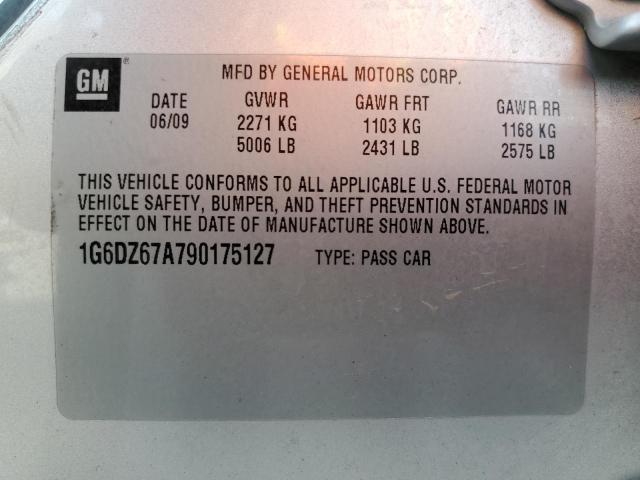 GM®
MFD BY GENERAL MOTORS CORP.
DATE GVWR GAWR FRT GAWR RR
06/09 2271 KG 1103 KG 1168 KG
5006 LB 2431 LB 2575 LB
THIS VEHICLE CONFORMS TO ALL APPLICABLE U.S. FEDERAL MOTOR
VEHICLE SAFETY, BUMPER, AND THEFT PREVENTION STANDARDS IN
EFFECT ON THE DATE OF MANUFACTURE SHOWN ABOVE.
1G6DZ67A790175127 TYPE: PASS CAR